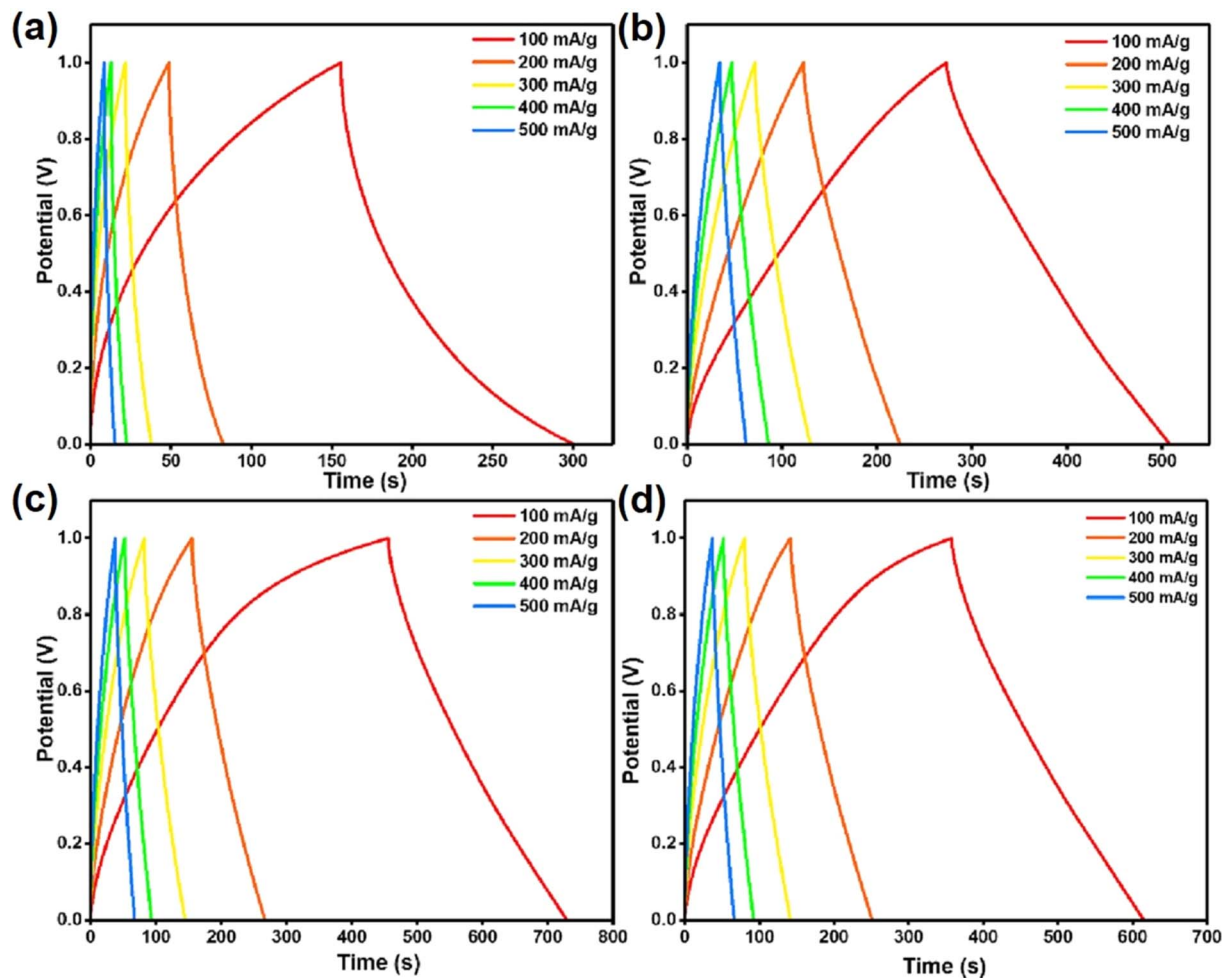 (a)
100 mA/g
200 mA/g
300 mA/g
400 mA/g
500 mA/g
1.0
0.8
0.6
0.4
0.2
0.0
Potential (V)
0 50 100 150 200 250 300
Time (s)
(b)
100 mA/g
200 mA/g
300 mA/g
400 mA/g
500 mA/g
1.0
0.8
0.6
0.4
0.2
0.0
Potential (V)
0 100 200 300 400 500
Time (s)
(c)
100 mA/g
200 mA/g
300 mA/g
400 mA/g
500 mA/g
1.0
0.8
0.6
0.4
0.2
0.0
Potential (V)
0 100 200 300 400 500 600 700 800
Time (s)
(d)
100 mA/g
200 mA/g
300 mA/g
400 mA/g
500 mA/g
1.0
0.8
0.6
0.4
0.2
0.0
Potential (V)
0 100 200 300 400 500 600 700
Time (s)